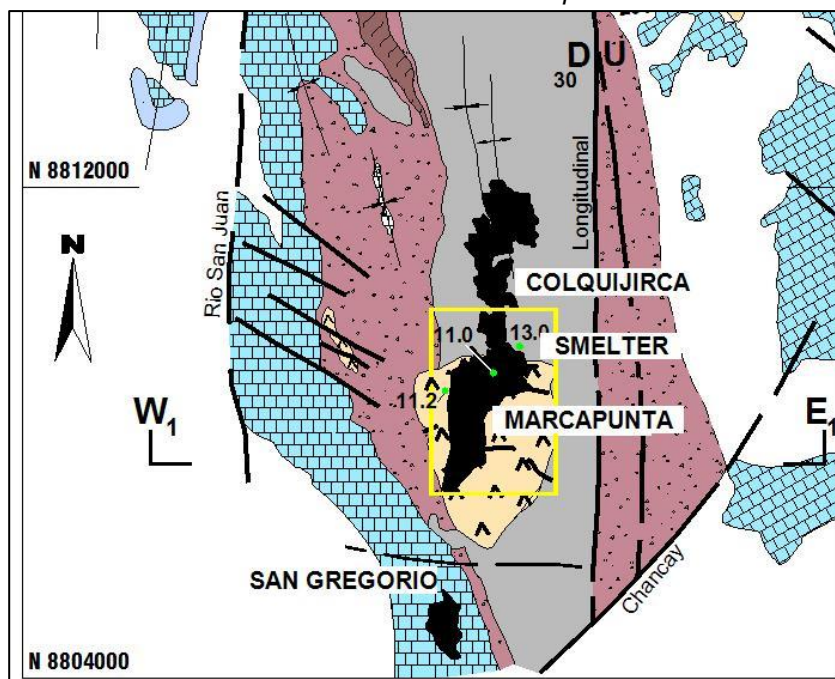 D U
30
N 8812000
Longitudinal
Rio San Juan
N
COLQUIJIRCA
11.0
13.0
SMELTER
11.2
MARCAPUNTA
W1
E1
Chancay
SAN GREGORIO
N 8804000